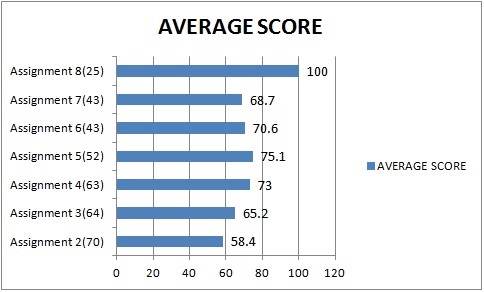 AVERAGE SCORE
Assignment 8(25) 100
Assignment 7(43) 68.7
Assignment 6(43) 70.6
Assignment 5(52) 75.1
Assignment 4(63) 73
Assignment 3(64) 65.2
Assignment 2(70) 58.4
0 20 40 60 80 100 120
AVERAGE SCORE